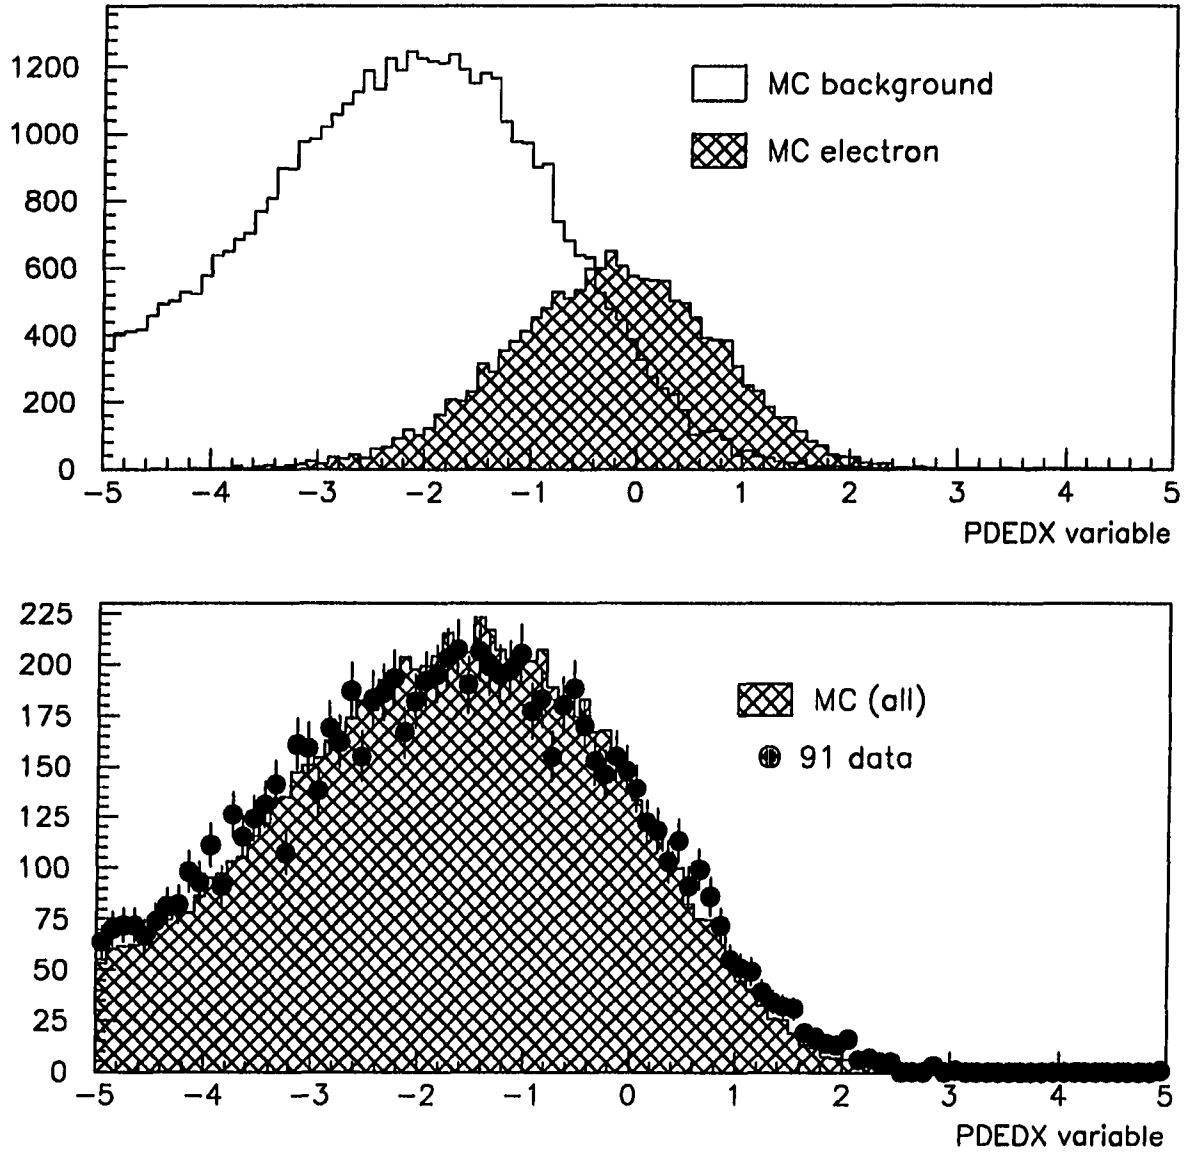 1200
1000
800
600
400
200
0
MC background
MC electron
−5 −4 −3 −2 −1 0 1 2 3 4 5
PDEDX variable
225
200
175
150
125
100
75
50
25
0
MC (all)
91 data
−5 −4 −3 −2 −1 0 1 2 3 4 5
PDEDX variable